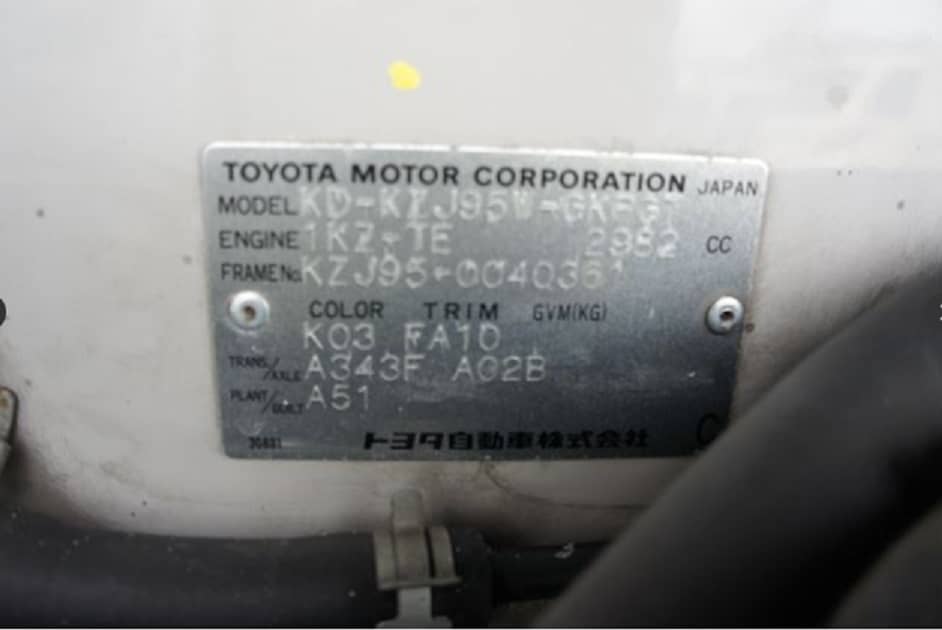 TOYOTA MOTOR CORPORATION JAPAN
MODEL KD-KZJ95W-GKPGT
ENGINE 1KZ-TE 2982 CC
FRAME No. KZJ95-0040361
COLOR TRIM GVM(KG)
K03 FA10
TRANS./AXLE A343F A02B
PLANT/BUILT A51
トヨタ自動車株式会社 C